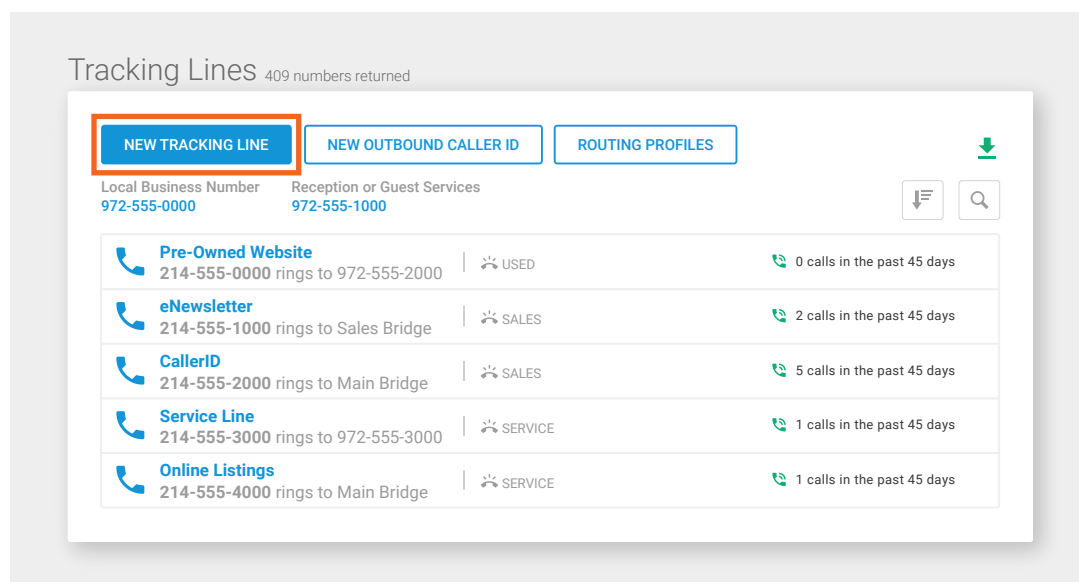 Tracking Lines 409 numbers returned
NEW TRACKING LINE NEW OUTBOUND CALLER ID ROUTING PROFILES
Local Business Number Reception or Guest Services
972-555-0000 972-555-1000
Pre-Owned Website
214-555-0000 rings to 972-555-2000 USED 0 calls in the past 45 days
eNewsletter
214-555-1000 rings to Sales Bridge SALES 2 calls in the past 45 days
CallerID
214-555-2000 rings to Main Bridge SALES 5 calls in the past 45 days
Service Line
214-555-3000 rings to 972-555-3000 SERVICE 1 calls in the past 45 days
Online Listings
214-555-4000 rings to Main Bridge SERVICE 1 calls in the past 45 days